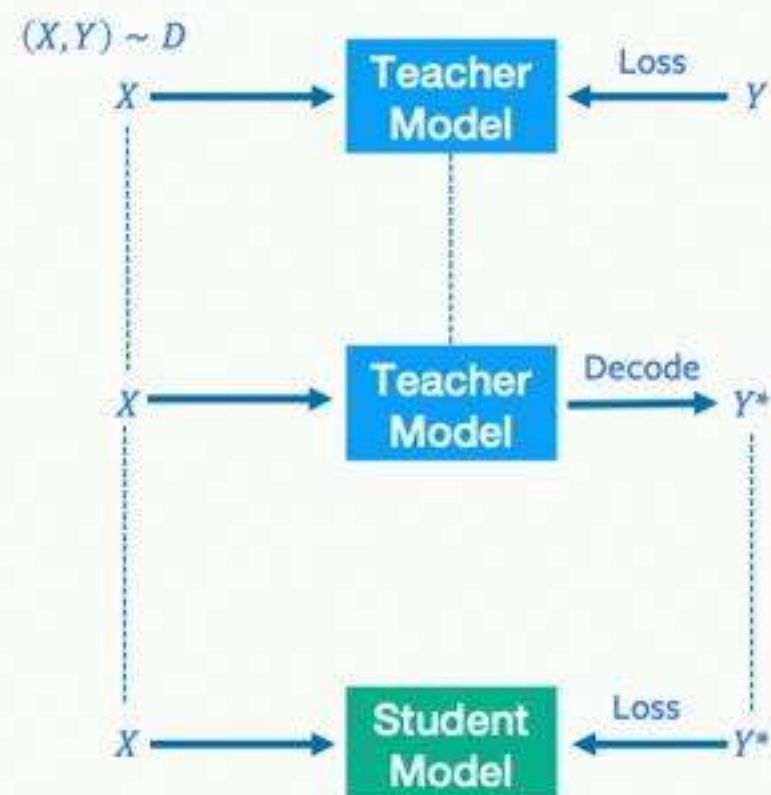 (X,Y) ~ D
X
Teacher
Model
Loss
Y
X
Teacher
Model
Decode
Y*
X
Student
Model
Loss
Y*